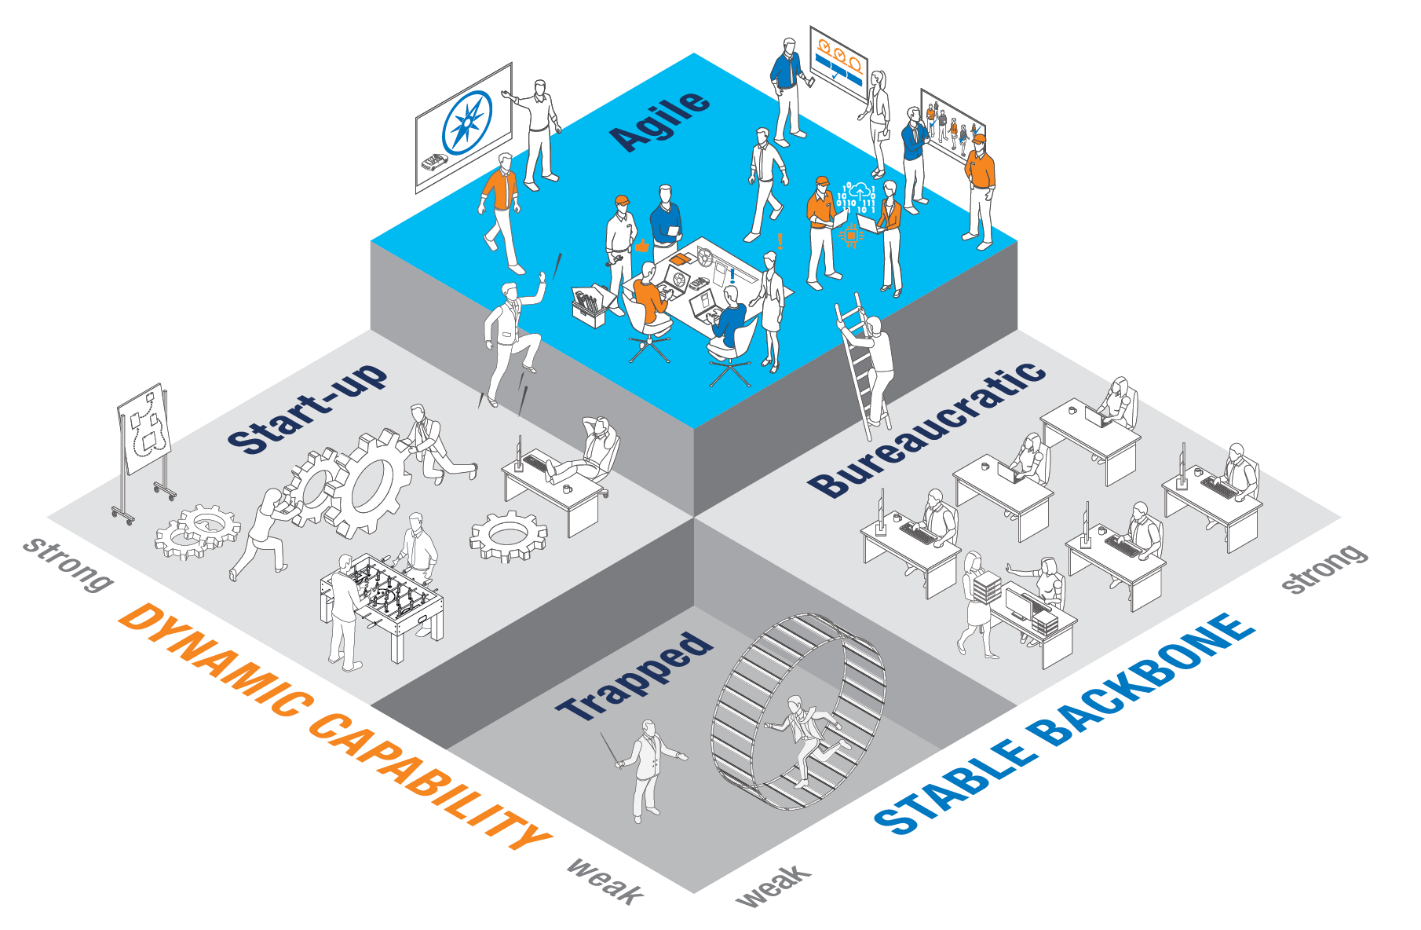 Agile
Start-up
Bureaucratic
Trapped
strong
DYNAMIC CAPABILITY
weak
weak
STABLE BACKBONE
strong